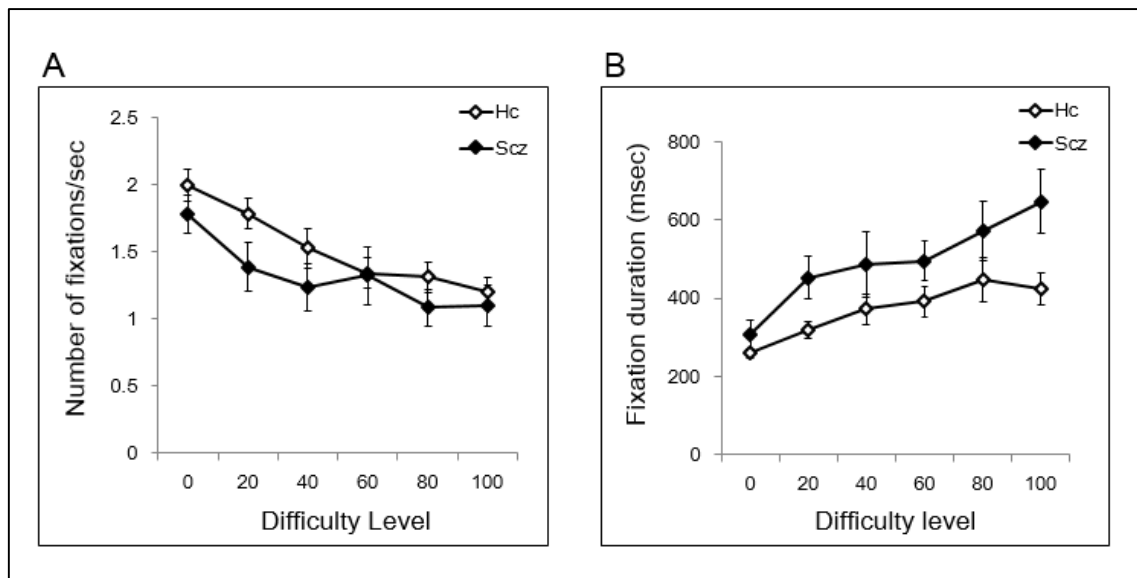 A
Number of fixations/sec
2.5
2
1.5
1
0.5
0
0 20 40 60 80 100
Difficulty Level
Hc
Scz
B
Fixation duration (msec)
800
600
400
200
0
0 20 40 60 80 100
Difficulty level
Hc
Scz